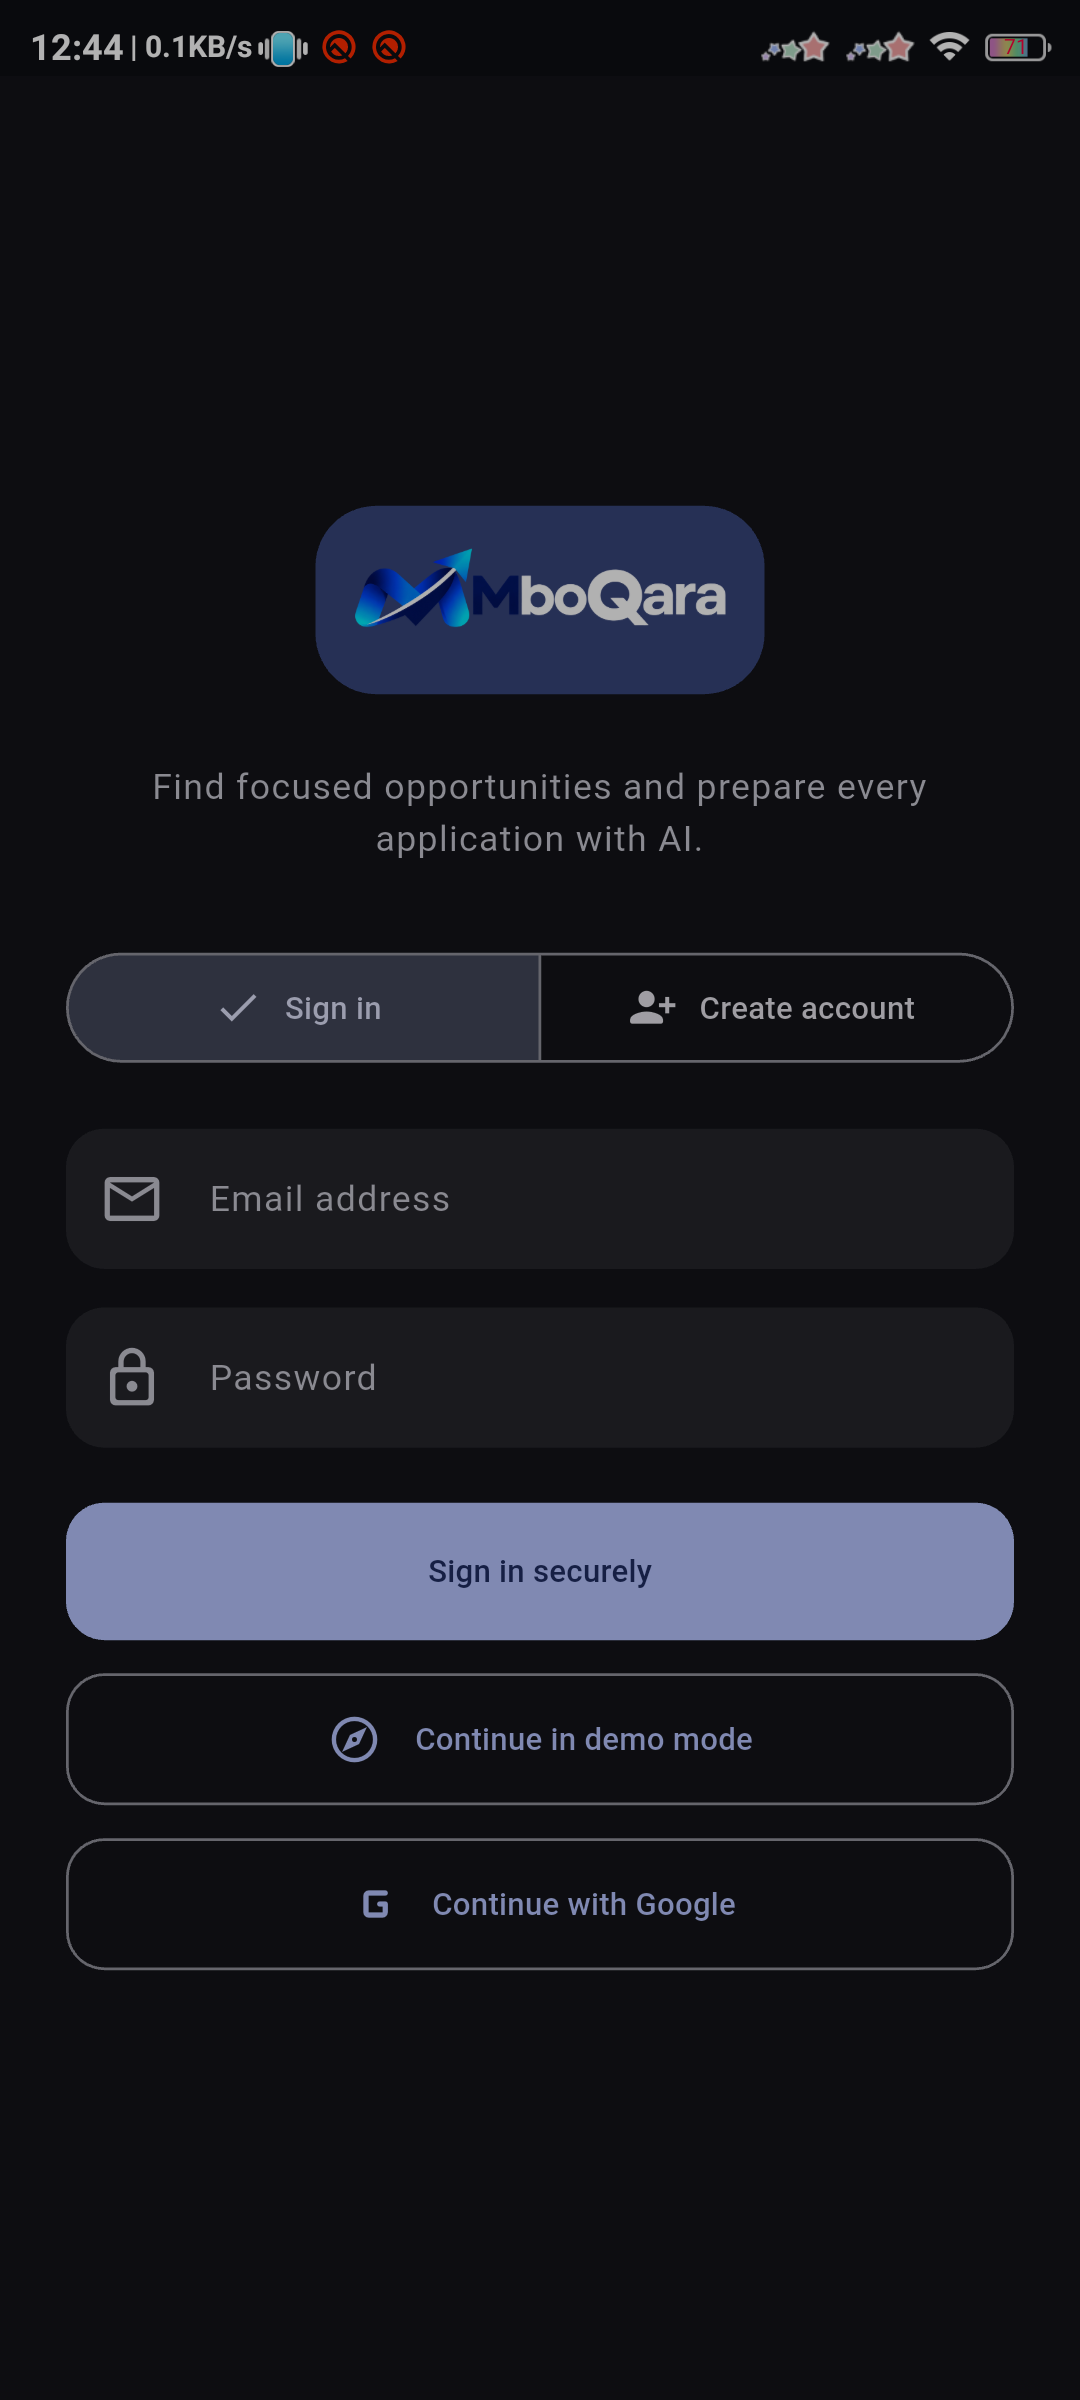 12:44 | 0.1KB/s
71
MboQara
Find focused opportunities and prepare every
application with AI.
Sign in
Create account
Email address
Password
Sign in securely
Continue in demo mode
G Continue with Google